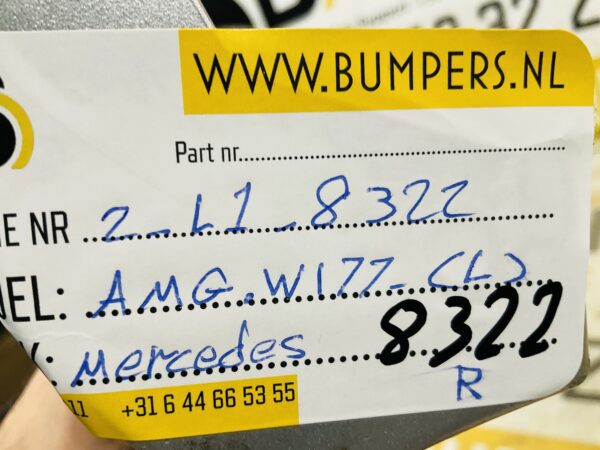 WWW.BUMPERS.NL
Part nr.
E NR 2-L1-8322
EL: AMG.W177-(L)
: Mercedes 8322
R
11 +31 6 44 66 53 55